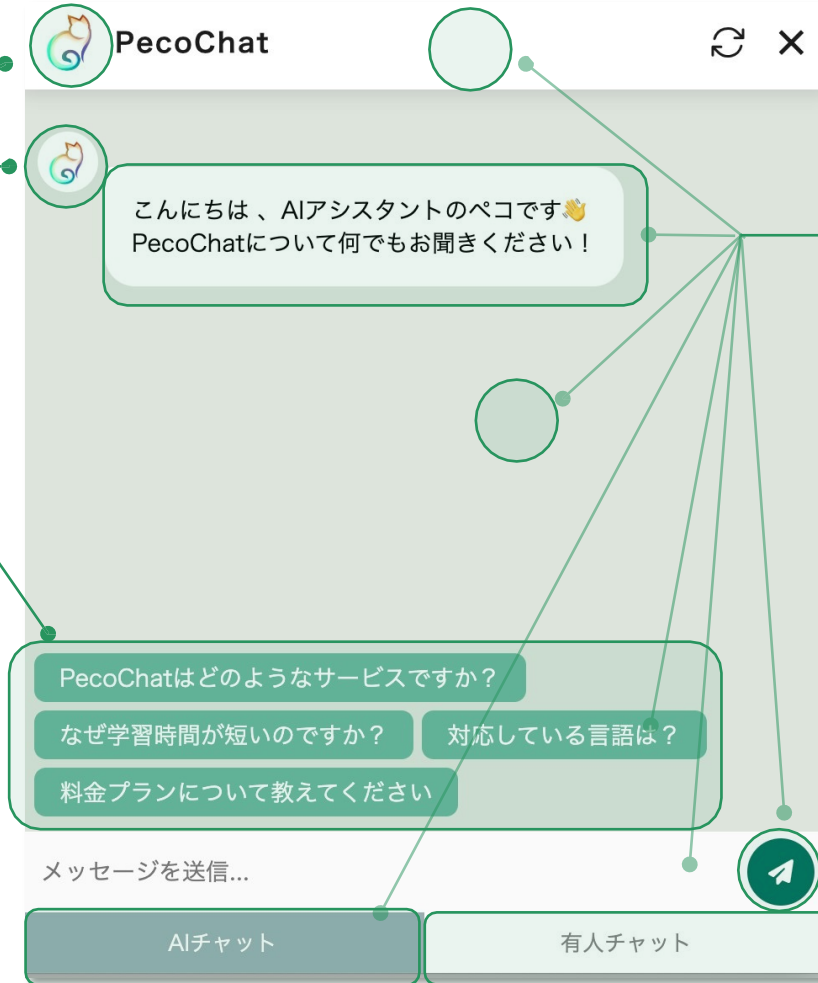 PecoChat
こんにちは 、AIアシスタントのペコです👋
PecoChatについて何でもお聞きください！
PecoChatはどのようなサービスですか？
なぜ学習時間が短いのですか？
対応している言語は？
料金プランについて教えてください
メッセージを送信...
AIチャット
有人チャット